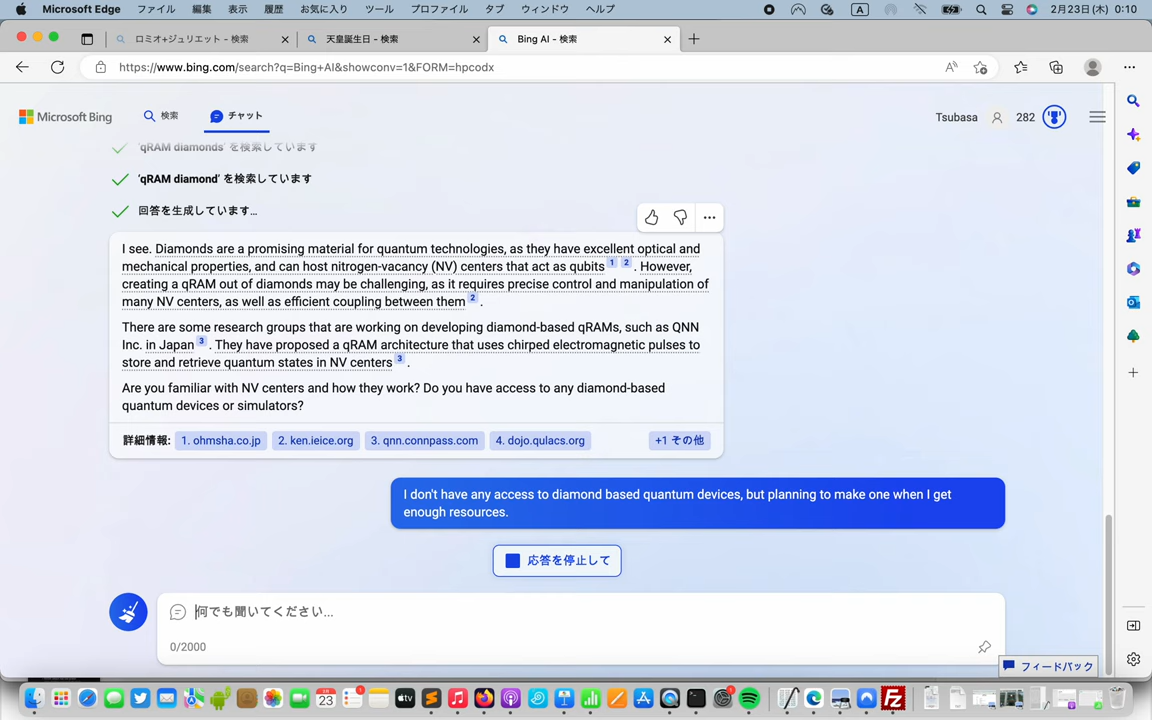 Microsoft Edge ファイル 編集 表示 履歴 お気に入り ツール プロファイル タブ ウィンドウ ヘルプ A 2月23日(木) 0:10
ロミオ+ジュリエット - 検索 天皇誕生日 - 検索 Bing AI - 検索
https://www.bing.com/search?q=Bing+AI&showconv=1&FORM=hpcodx
Microsoft Bing 検索 チャット Tsubasa 282
'qRAM diamonds' を検索しています
'qRAM diamond' を検索しています
回答を生成しています...
I see. Diamonds are a promising material for quantum technologies, as they have excellent optical and
mechanical properties, and can host nitrogen-vacancy (NV) centers that act as qubits 1 2 . However,
creating a qRAM out of diamonds may be challenging, as it requires precise control and manipulation of
many NV centers, as well as efficient coupling between them 2 .
There are some research groups that are working on developing diamond-based qRAMs, such as QNN
Inc. in Japan 3 . They have proposed a qRAM architecture that uses chirped electromagnetic pulses to
store and retrieve quantum states in NV centers 3 .
Are you familiar with NV centers and how they work? Do you have access to any diamond-based
quantum devices or simulators?
詳細情報: 1. ohmsha.co.jp 2. ken.ieice.org 3. qnn.connpass.com 4. dojo.qulacs.org +1 その他
I don't have any access to diamond based quantum devices, but planning to make one when I get
enough resources.
応答を停止して
何でも聞いてください...
0/2000
フィードバック